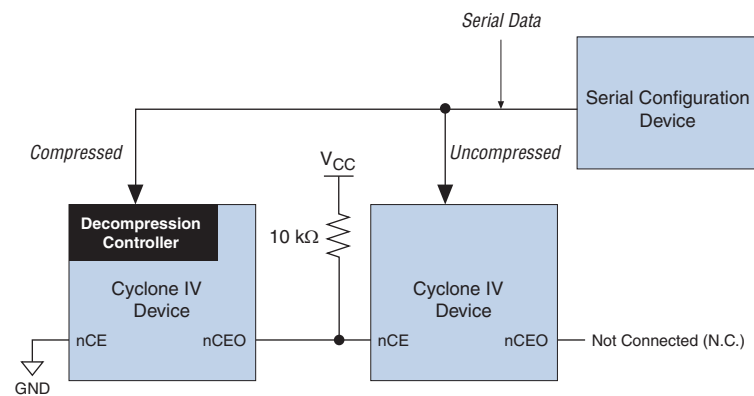 Serial Data
Serial Configuration
Device
Compressed
Uncompressed
VCC
Decompression
Controller
10 kΩ
Cyclone IV
Device
Cyclone IV
Device
nCE
nCEO
nCE
nCEO
Not Connected (N.C.)
GND